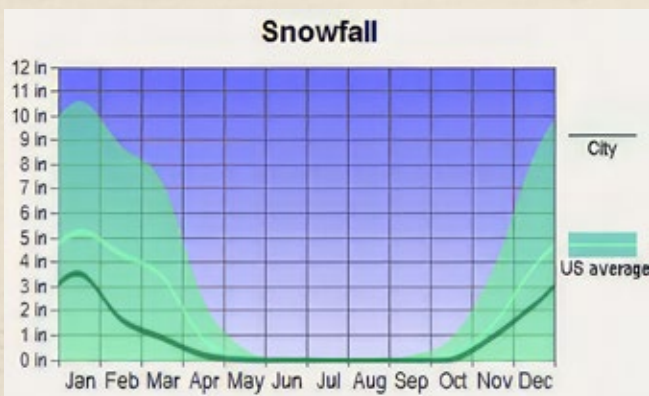 Snowfall
12 in
11 in
10 in
9 in
8 in
7 in
6 in
5 in
4 in
3 in
2 in
1 in
0 in
Jan Feb Mar Apr May Jun Jul Aug Sep Oct Nov Dec
City
US average